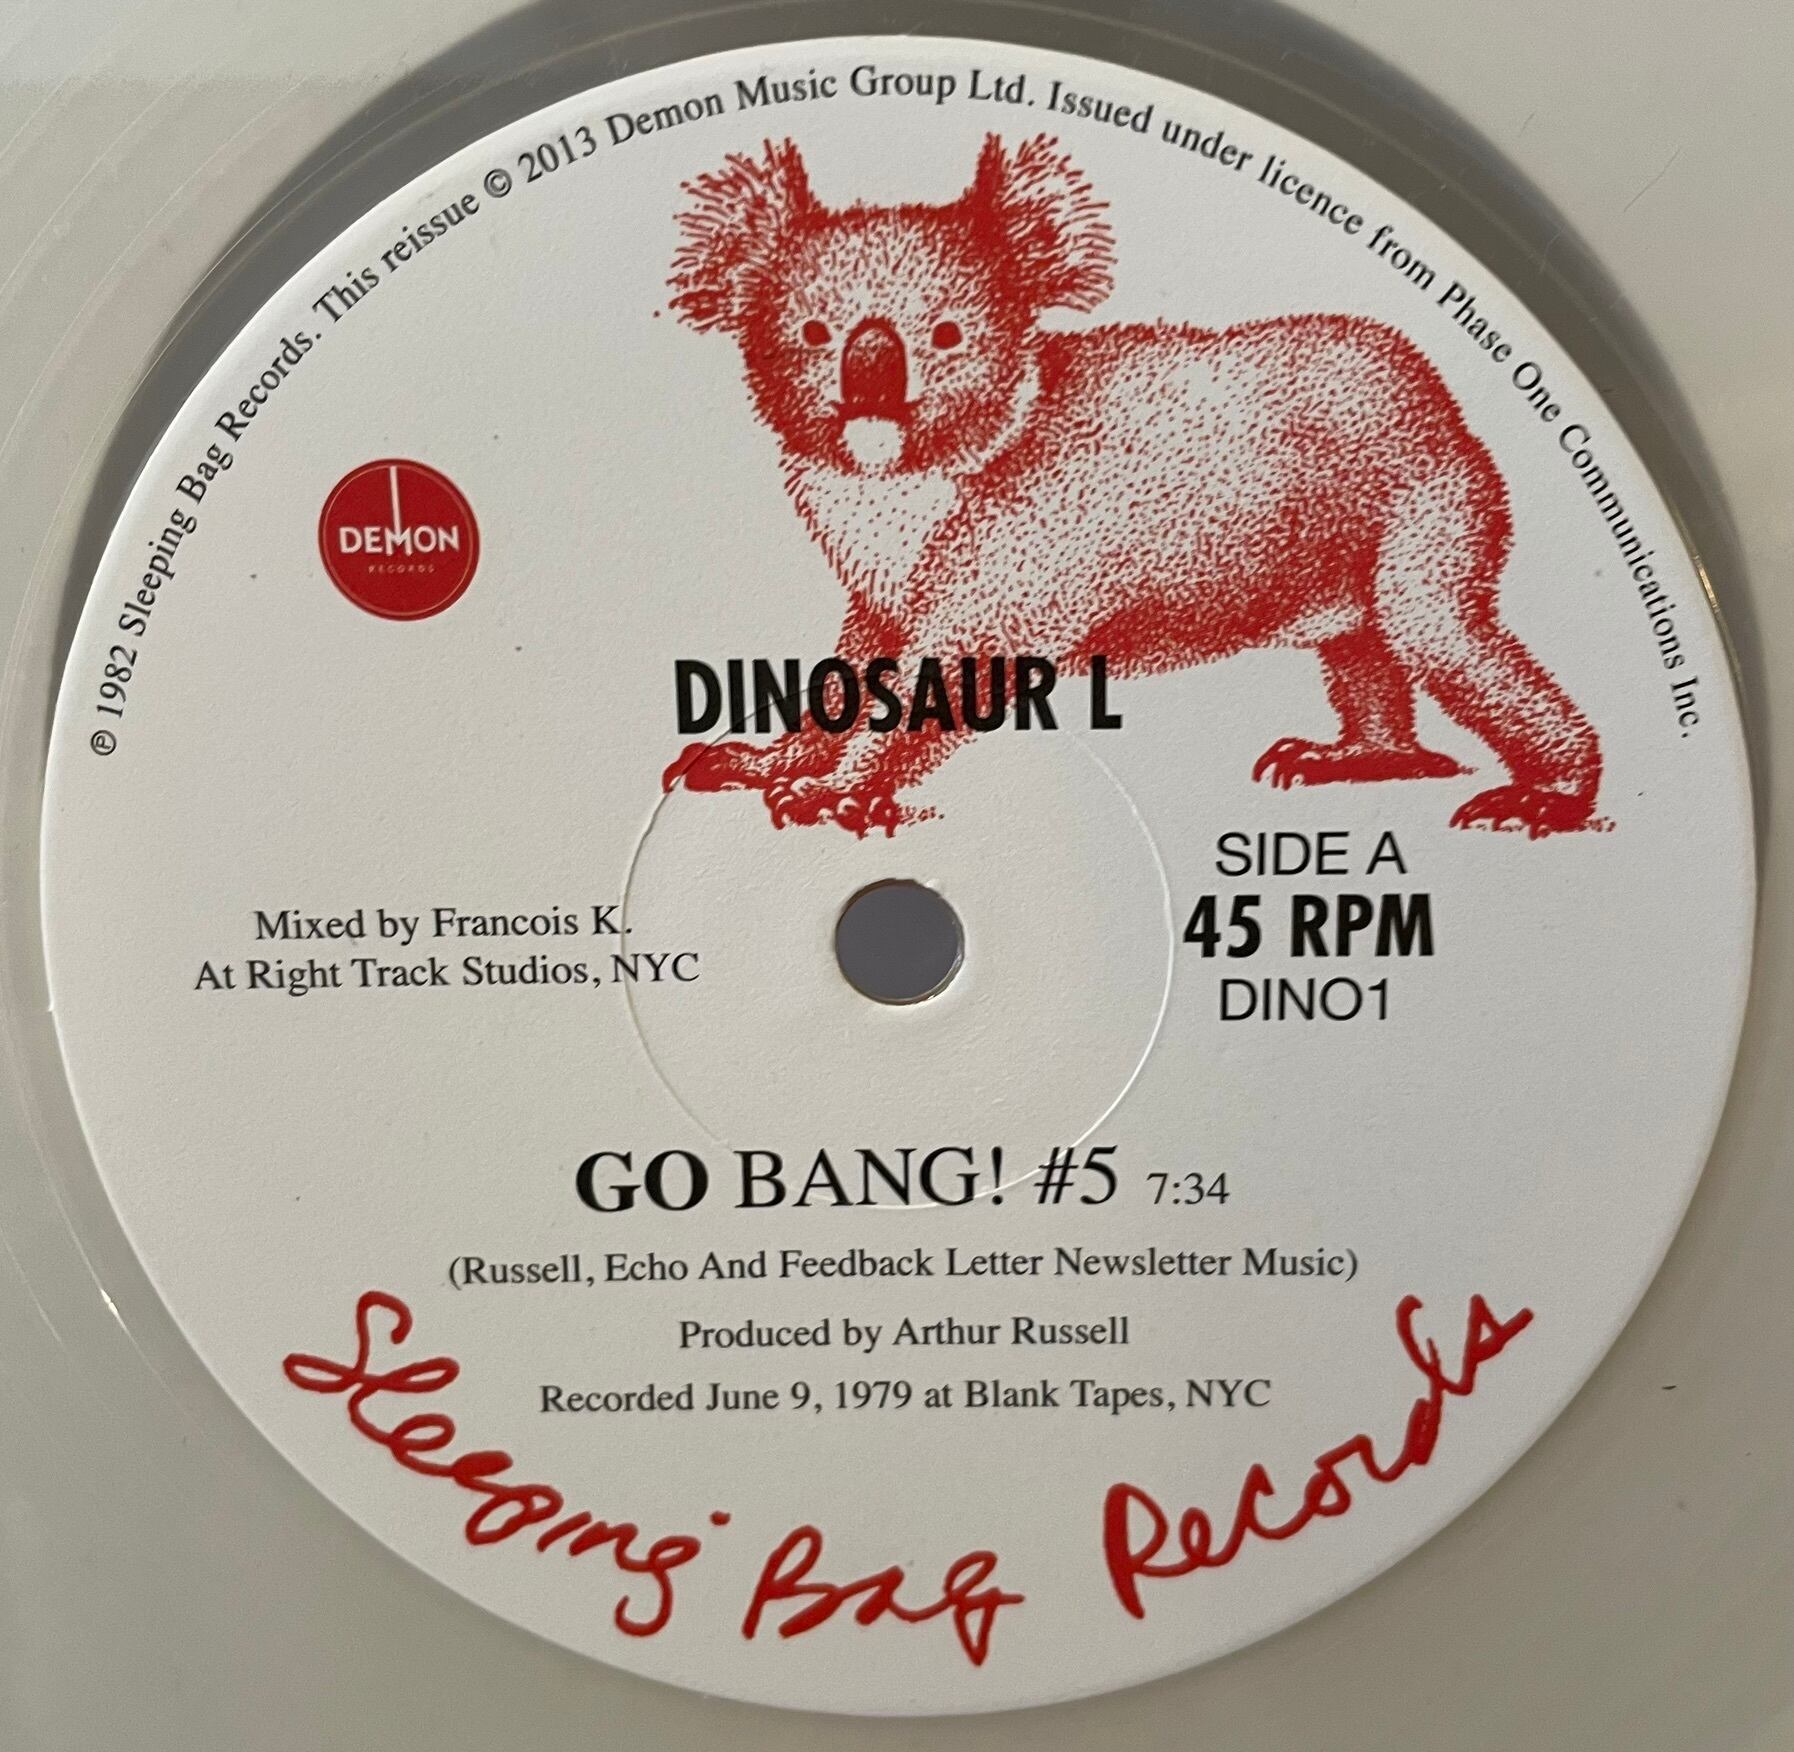 ℗ 1982 Sleeping Bag Records. This reissue © 2013 Demon Music Group Ltd. Issued under licence from Phase One Communications Inc.
DEMON
RECORDS
DINOSAUR L
SIDE A
45 RPM
DINO1
Mixed by Francois K.
At Right Track Studios, NYC
GO BANG! #5 7:34
(Russell, Echo And Feedback Letter Newsletter Music)
Produced by Arthur Russell
Recorded June 9, 1979 at Blank Tapes, NYC
Sleeping Bag Records